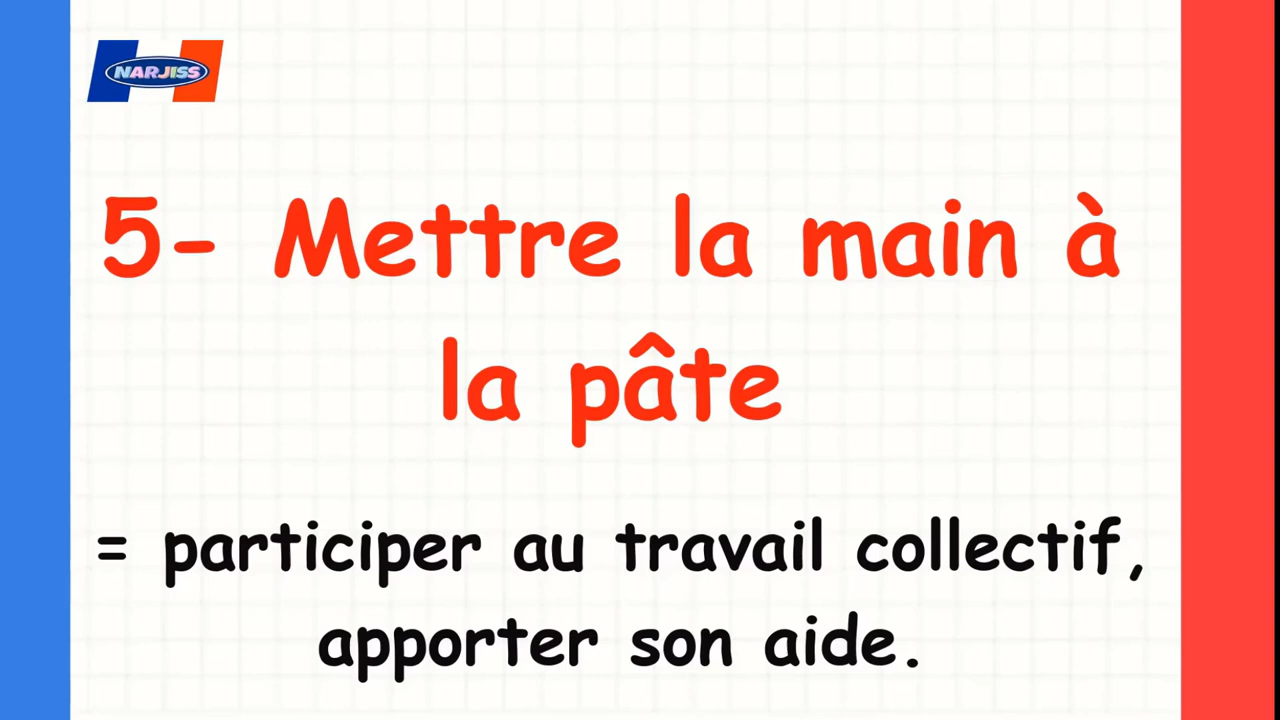 NARJISS
5- Mettre la main à
la pâte
= participer au travail collectif,
apporter son aide.